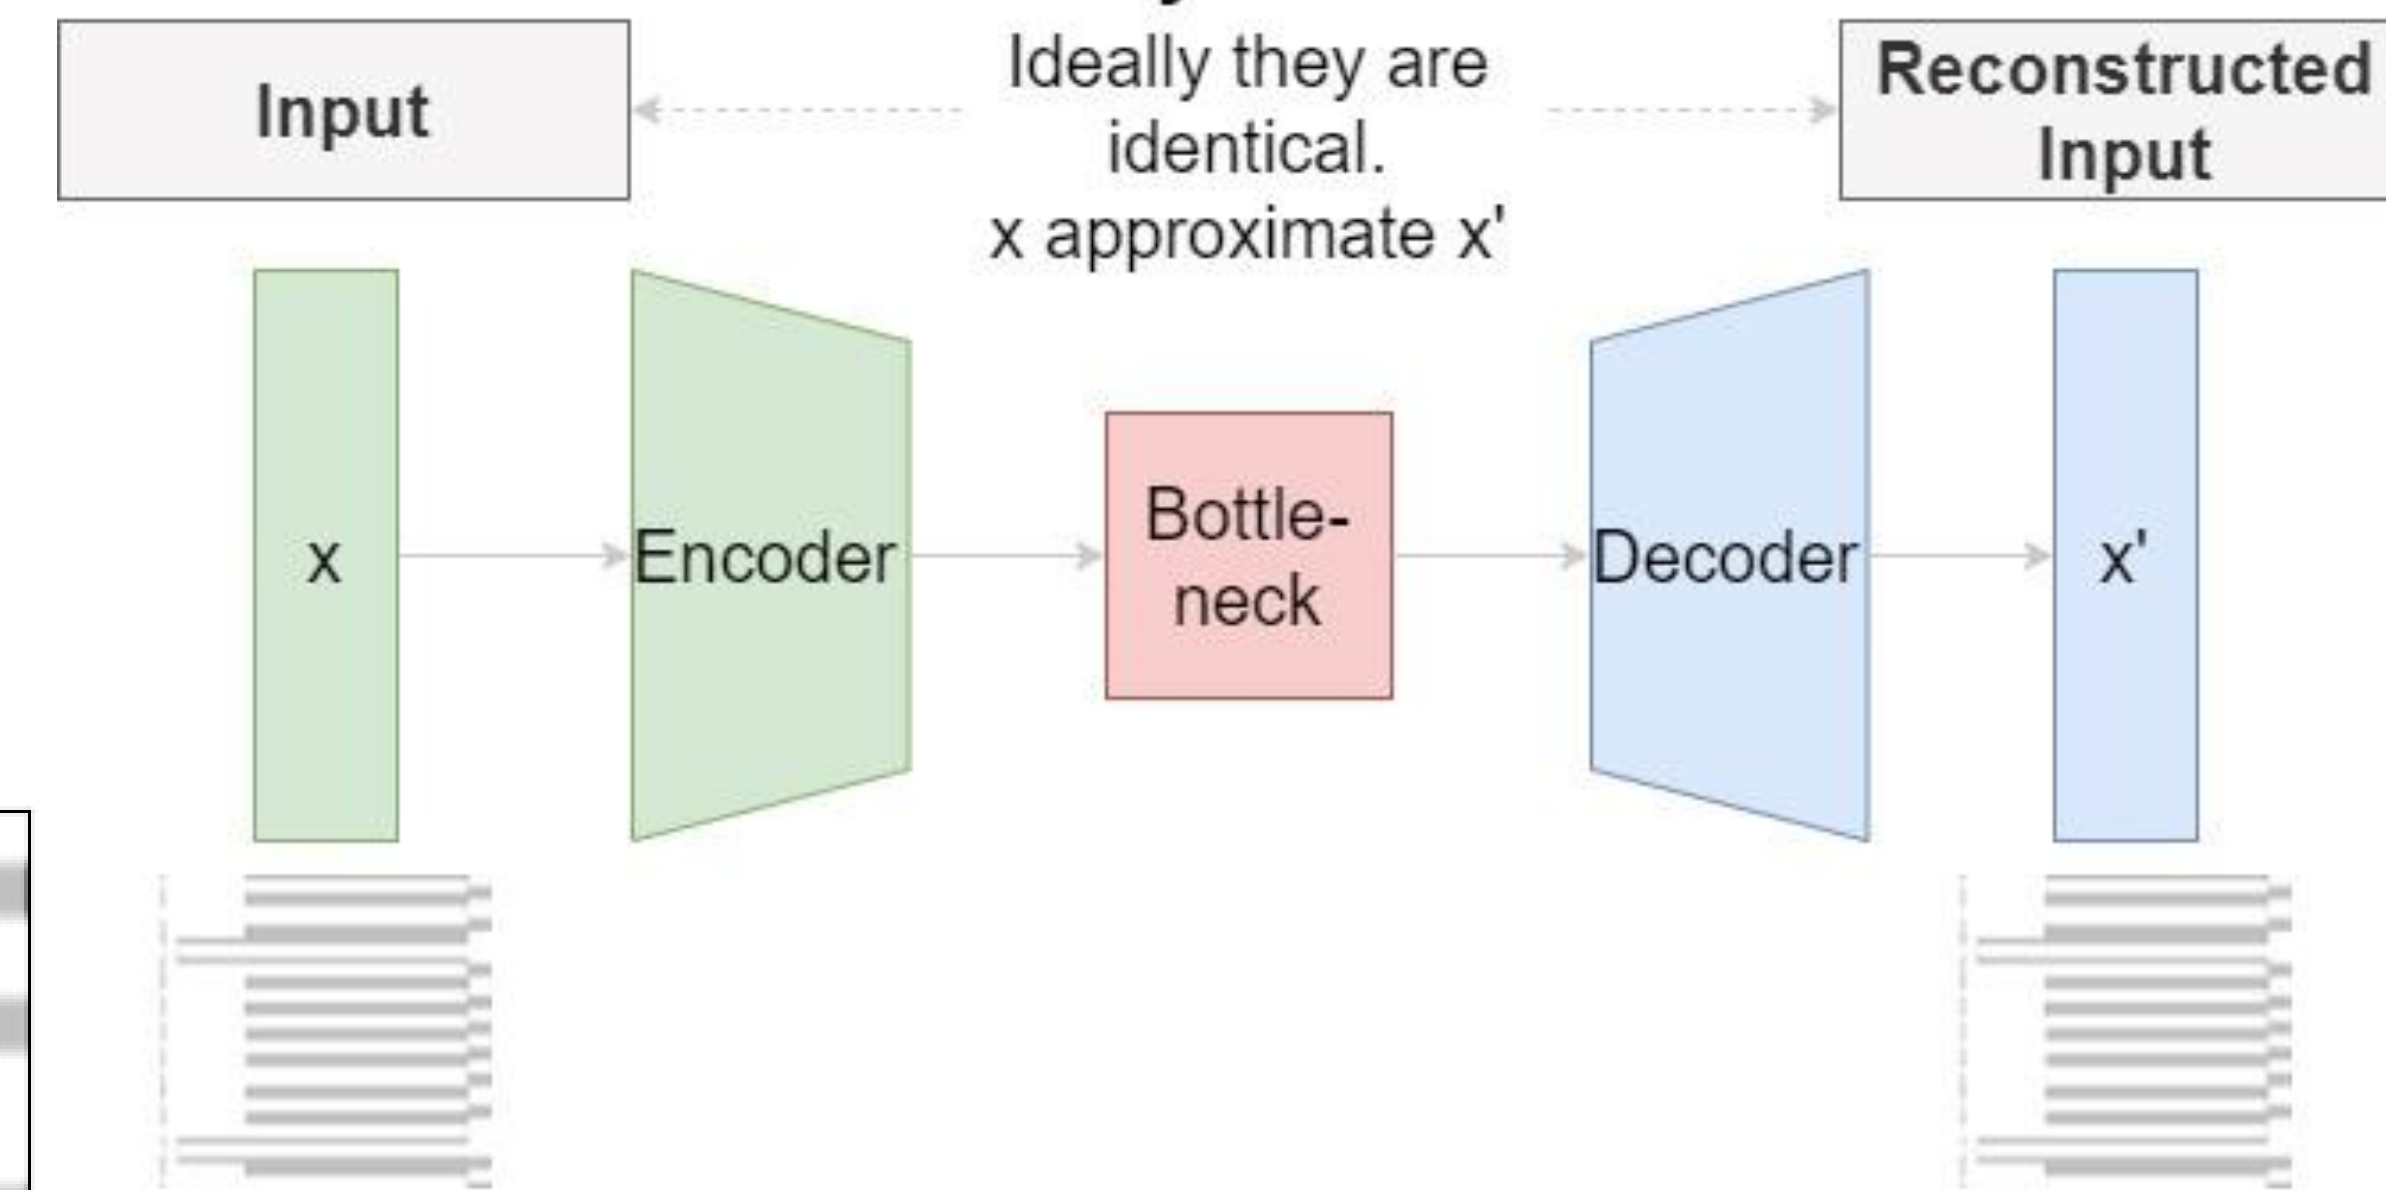 Input
Ideally they are
identical.
x approximate x'
Reconstructed
Input
x
Encoder
Bottle-
neck
Decoder
x'